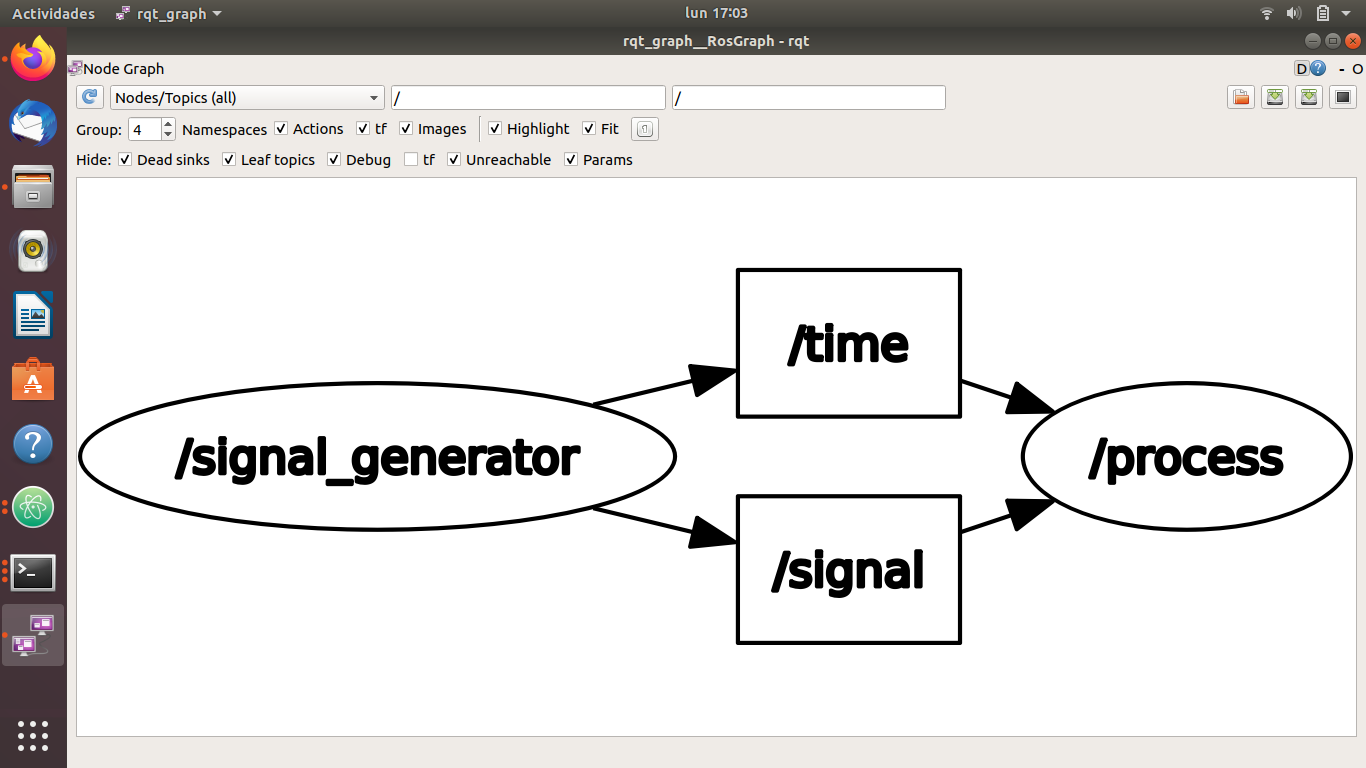 Actividades rqt_graph lun 17:03
rqt_graph__RosGraph - rqt
Node Graph D - O
Nodes/Topics (all) / /
Group: 4 Namespaces Actions tf Images Highlight Fit
Hide: Dead sinks Leaf topics Debug tf Unreachable Params
/time
/signal_generator /process
/signal